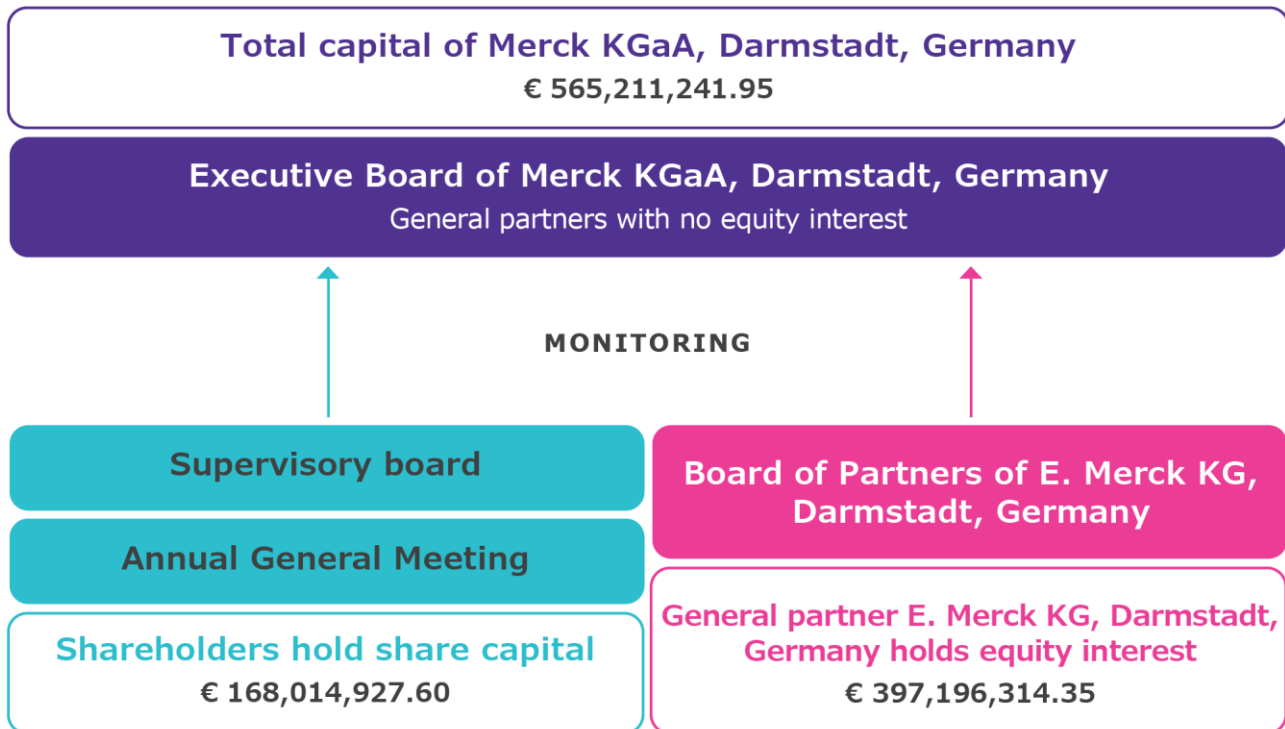 Total capital of Merck KGaA, Darmstadt, Germany
€ 565,211,241.95
Executive Board of Merck KGaA, Darmstadt, Germany
General partners with no equity interest
MONITORING
Supervisory board
Annual General Meeting
Shareholders hold share capital
€ 168,014,927.60
Board of Partners of E. Merck KG,
Darmstadt, Germany
General partner E. Merck KG, Darmstadt,
Germany holds equity interest
€ 397,196,314.35